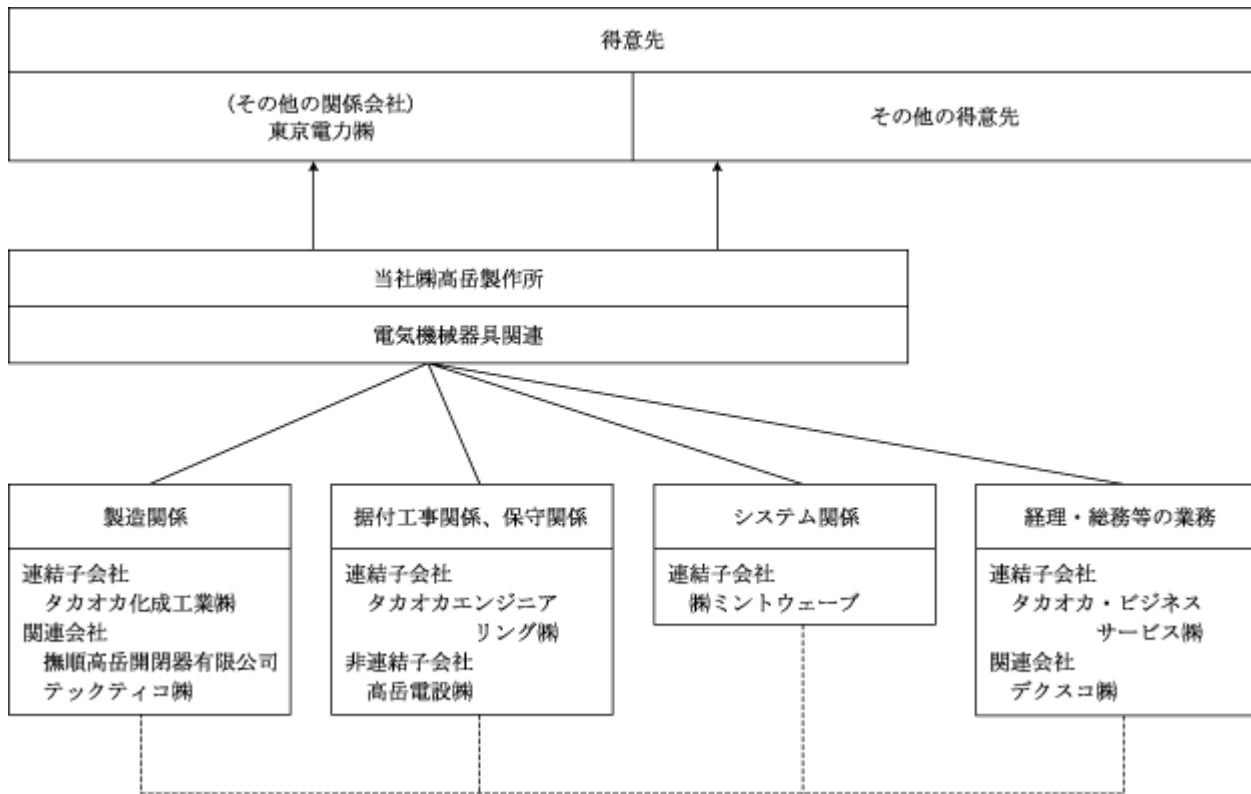 得意先
(その他の関係会社)
東京電力㈱
その他の得意先
当社㈱高岳製作所
電気機械器具関連
製造関係
連結子会社
タカオカ化成工業㈱
関連会社
撫順高岳開閉器有限公司
テックティコ㈱
据付工事関係、保守関係
連結子会社
タカオカエンジニア
リング㈱
非連結子会社
高岳電設㈱
システム関係
連結子会社
㈱ミントウェーブ
経理・総務等の業務
連結子会社
タカオカ・ビジネス
サービス㈱
関連会社
デクスコ㈱